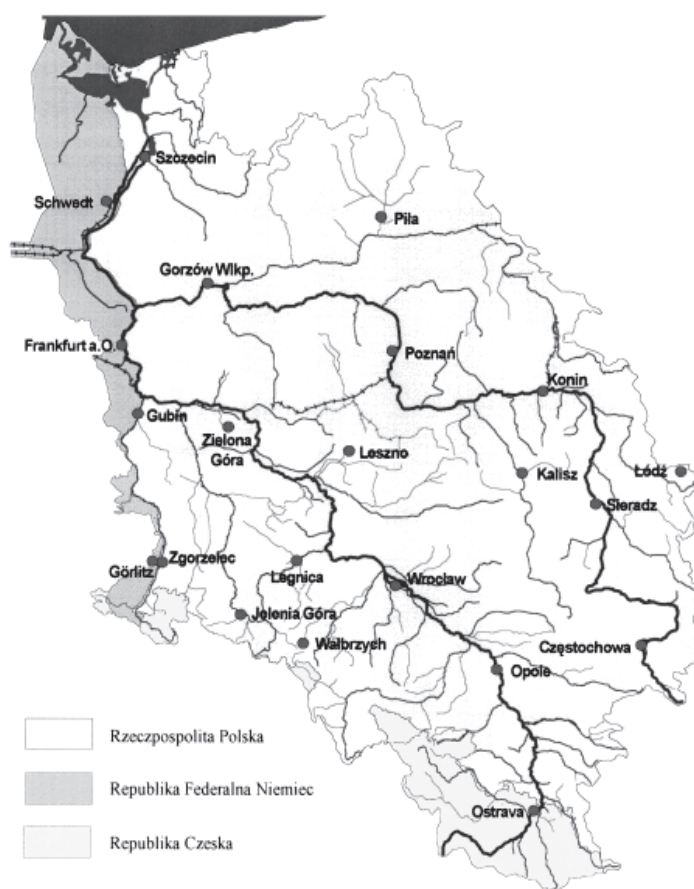 Szczecin
Schwedt
Piła
Gorzów Wlkp.
Frankfurt a.O.
Poznań
Konin
Gubin
Zielona
Góra
Leszno
Kalisz
Łódź
Sieradz
Görlitz
Zgorzelec
Legnica
Wrocław
Jelenia Góra
Wałbrzych
Częstochowa
Opole
Rzeczpospolita Polska
Republika Federalna Niemiec
Ostrava
Republika Czeska